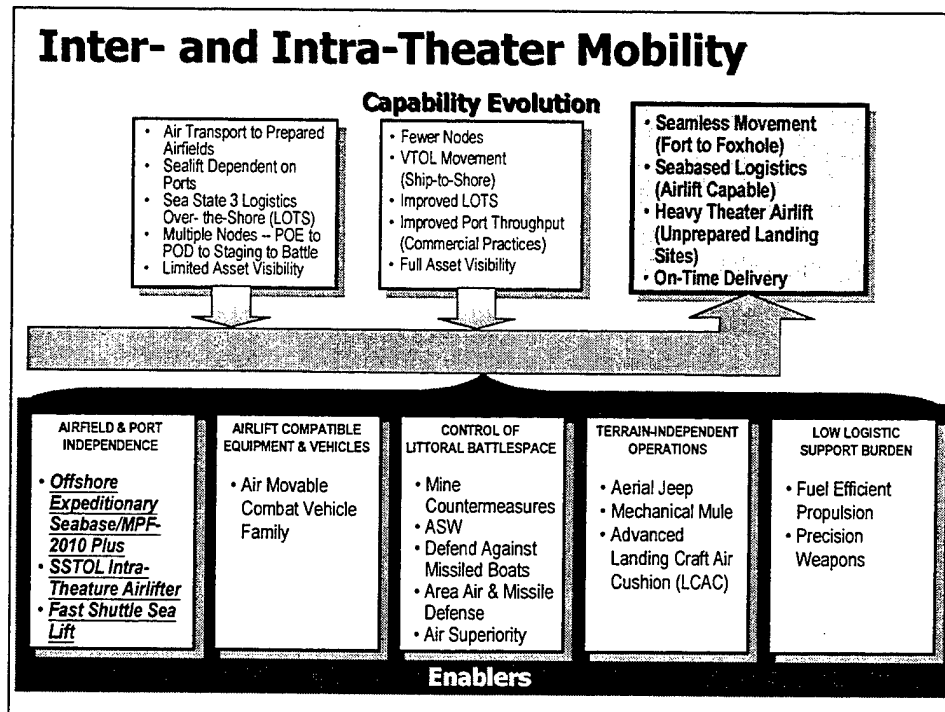 Inter- and Intra-Theater Mobility
Capability Evolution
• Air Transport to Prepared
Airfields
• Sealift Dependent on
Ports
• Sea State 3 Logistics
Over- the-Shore (LOTS)
• Multiple Nodes -- POE to
POD to Staging to Battle
• Limited Asset Visibility
• Fewer Nodes
• VTOL Movement
(Ship-to-Shore)
• Improved LOTS
• Improved Port Throughput
(Commercial Practices)
• Full Asset Visibility
• Seamless Movement
(Fort to Foxhole)
• Seabased Logistics
(Airlift Capable)
• Heavy Theater Airlift
(Unprepared Landing
Sites)
• On-Time Delivery
AIRFIELD & PORT
INDEPENDENCE
• Offshore
Expeditionary
Seabase/MPF-
2010 Plus
• SSTOL Intra-
Theature Airlifter
• Fast Shuttle Sea
Lift
AIRLIFT COMPATIBLE
EQUIPMENT & VEHICLES
• Air Movable
Combat Vehicle
Family
CONTROL OF
LITTORAL BATTLESPACE
• Mine
Countermeasures
• ASW
• Defend Against
Missiled Boats
• Area Air & Missile
Defense
• Air Superiority
TERRAIN-INDEPENDENT
OPERATIONS
• Aerial Jeep
• Mechanical Mule
• Advanced
Landing Craft Air
Cushion (LCAC)
LOW LOGISTIC
SUPPORT BURDEN
• Fuel Efficient
Propulsion
• Precision
Weapons
Enablers